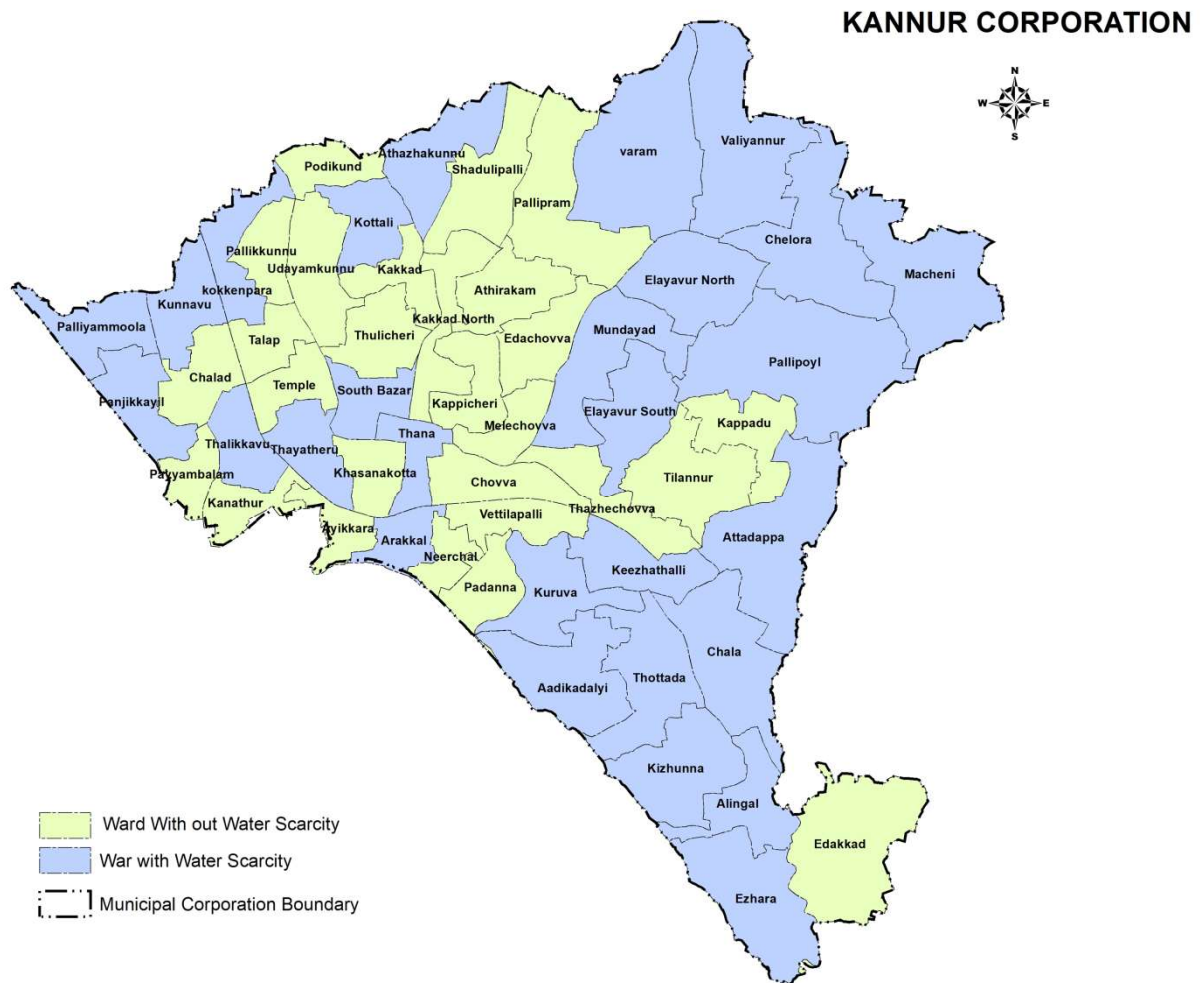 KANNUR CORPORATION
N
W E
S
varam
Valiyannur
Athazhakunnu
Podikund
Shadulipalli
Pallipram
Kottali
Chelora
Pallikkunnu
Udayamkunnu
Kakkad
Macheni
Elayavur North
kokkenpara
Athirakam
Kunnavu
Palliyammoola
Kakkad North
Mundayad
Thulicheri
Talap
Edachovva
Pallipoyl
Chalad
Temple
South Bazar
Panjikkayil
Kappicheri
Elayavur South
Kappadu
Melechovva
Thana
Thalikkavu
Thayatheru
Payyambalam
Khasanakotta
Chovva
Tilannur
Kanathur
Thazhechovva
Vettilapalli
Ayikkara
Arakkal
Attadappa
Neerchal
Keezhathalli
Padanna
Kuruva
Chala
Thottada
Aadikadalyi
Kizhunna
Alingal
Edakkad
Ezhara
Ward With out Water Scarcity
War with Water Scarcity
Municipal Corporation Boundary